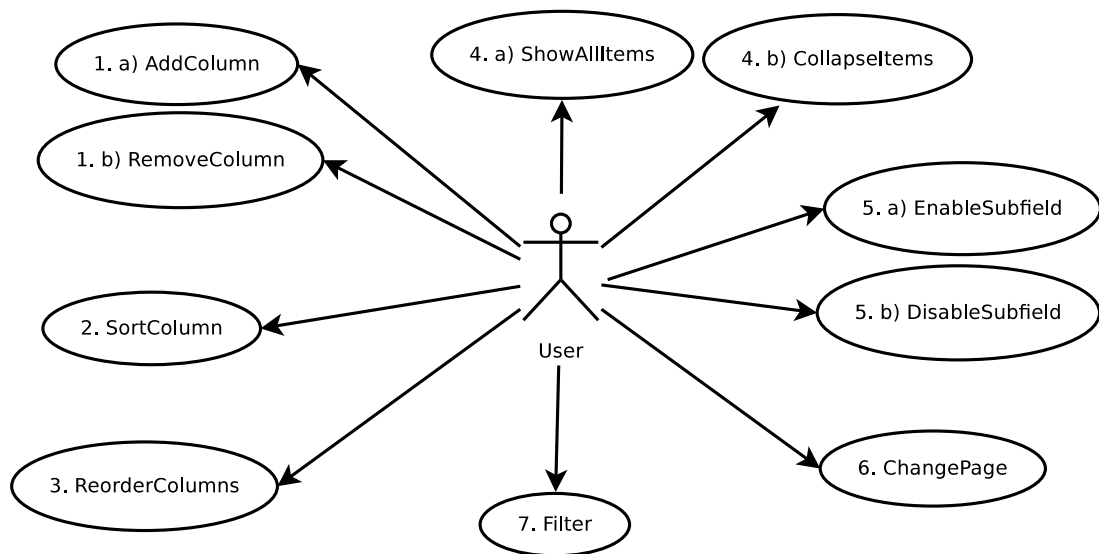 1. a) AddColumn
4. a) ShowAllItems
4. b) CollapseItems
1. b) RemoveColumn
5. a) EnableSubfield
2. SortColumn
5. b) DisableSubfield
User
3. ReorderColumns
6. ChangePage
7. Filter